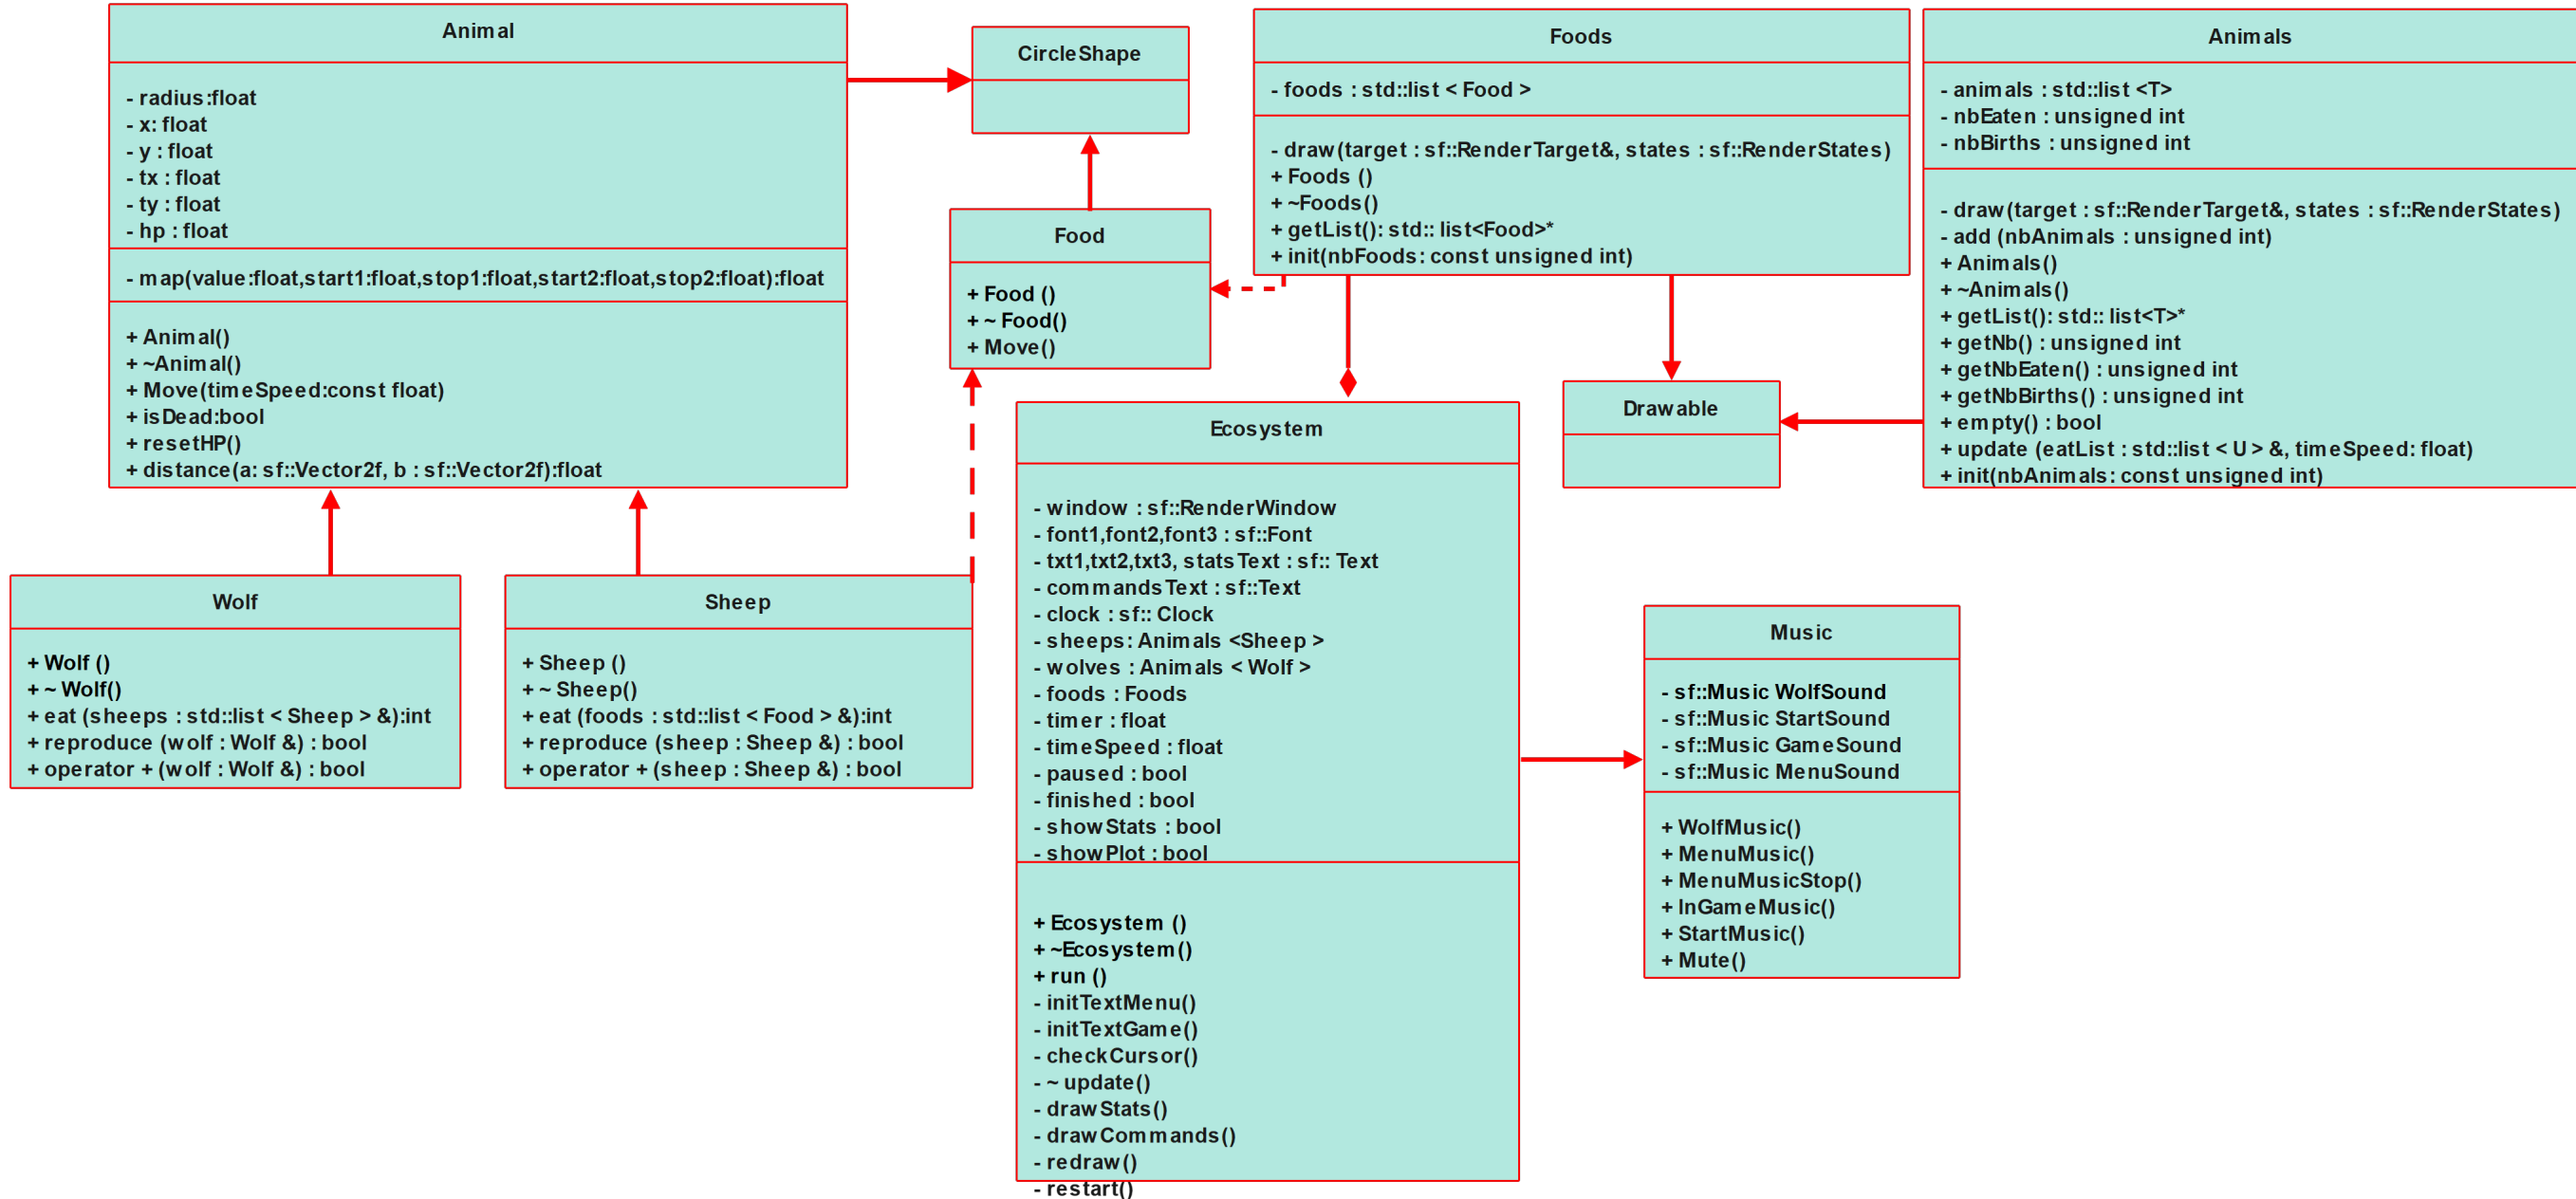 Animal
- radius:float
- x: float
- y : float
- tx : float
- ty : float
- hp : float
- map(value:float,start1:float,stop1:float,start2:float,stop2:float):float
+ Animal()
+ ~Animal()
+ Move(timeSpeed:const float)
+ isDead:bool
+ resetHP()
+ distance(a: sf::Vector2f, b : sf::Vector2f):float
CircleShape
Food
+ Food ()
+ ~ Food()
+ Move()
Foods
- foods : std::list < Food >
- draw(target : sf::RenderTarget&, states : sf::RenderStates)
+ Foods ()
+ ~Foods()
+ getList(): std:: list<Food>*
+ init(nbFoods: const unsigned int)
Animals
- animals : std::list <T>
- nbEaten : unsigned int
- nbBirths : unsigned int
- draw(target : sf::RenderTarget&, states : sf::RenderStates)
- add (nbAnimals : unsigned int)
+ Animals()
+ ~Animals()
+ getList(): std:: list<T>*
+ getNb() : unsigned int
+ getNbEaten() : unsigned int
+ getNbBirths() : unsigned int
+ empty() : bool
+ update (eatList : std::list < U > &, timeSpeed: float)
+ init(nbAnimals: const unsigned int)
Drawable
Wolf
+ Wolf ()
+ ~ Wolf()
+ eat (sheeps : std::list < Sheep > &):int
+ reproduce (wolf : Wolf &) : bool
+ operator + (wolf : Wolf &) : bool
Sheep
+ Sheep ()
+ ~ Sheep()
+ eat (foods : std::list < Food > &):int
+ reproduce (sheep : Sheep &) : bool
+ operator + (sheep : Sheep &) : bool
Ecosystem
- window : sf::RenderWindow
- font1,font2,font3 : sf::Font
- txt1,txt2,txt3, statsText : sf:: Text
- commandsText : sf::Text
- clock : sf:: Clock
- sheeps: Animals <Sheep >
- wolves : Animals < Wolf >
- foods : Foods
- timer : float
- timeSpeed : float
- paused : bool
- finished : bool
- showStats : bool
- showPlot : bool
+ Ecosystem ()
+ ~Ecosystem()
+ run ()
- initTextMenu()
- initTextGame()
- checkCursor()
- ~ update()
- drawStats()
- drawCommands()
- redraw()
- restart()
Music
- sf::Music WolfSound
- sf::Music StartSound
- sf::Music GameSound
- sf::Music MenuSound
+ WolfMusic()
+ MenuMusic()
+ MenuMusicStop()
+ InGameMusic()
+ StartMusic()
+ Mute()